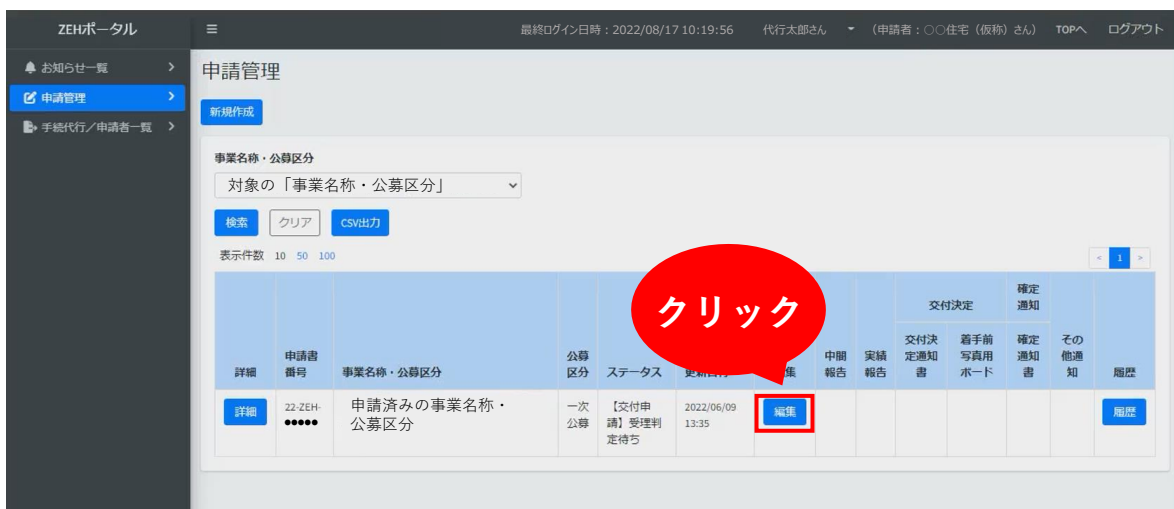 ZEHポータル
≡ 最終ログイン日時：2022/08/17 10:19:56 代行太郎さん （申請者：○○住宅（仮称）さん） TOPへ ログアウト
お知らせ一覧 >
申請管理 >
手続代行／申請者一覧 >
申請管理
新規作成
事業名称・公募区分
対象の「事業名称・公募区分」
検索 クリア CSV出力
表示件数 10 50 100
< 1 >
クリック
交付決定
確定
通知
詳細
申請書
番号
事業名称・公募区分
公募
区分
ステータス
集
中間
報告
実績
報告
交付決
定通知
書
着手前
写真用
ボード
確定
通知
書
その
他通
知
履歴
詳細
22-ZEH-
●●●●●
申請済みの事業名称・
公募区分
一次
公募
【交付申
請】受理判
定待ち
2022/06/09
13:35
編集
履歴